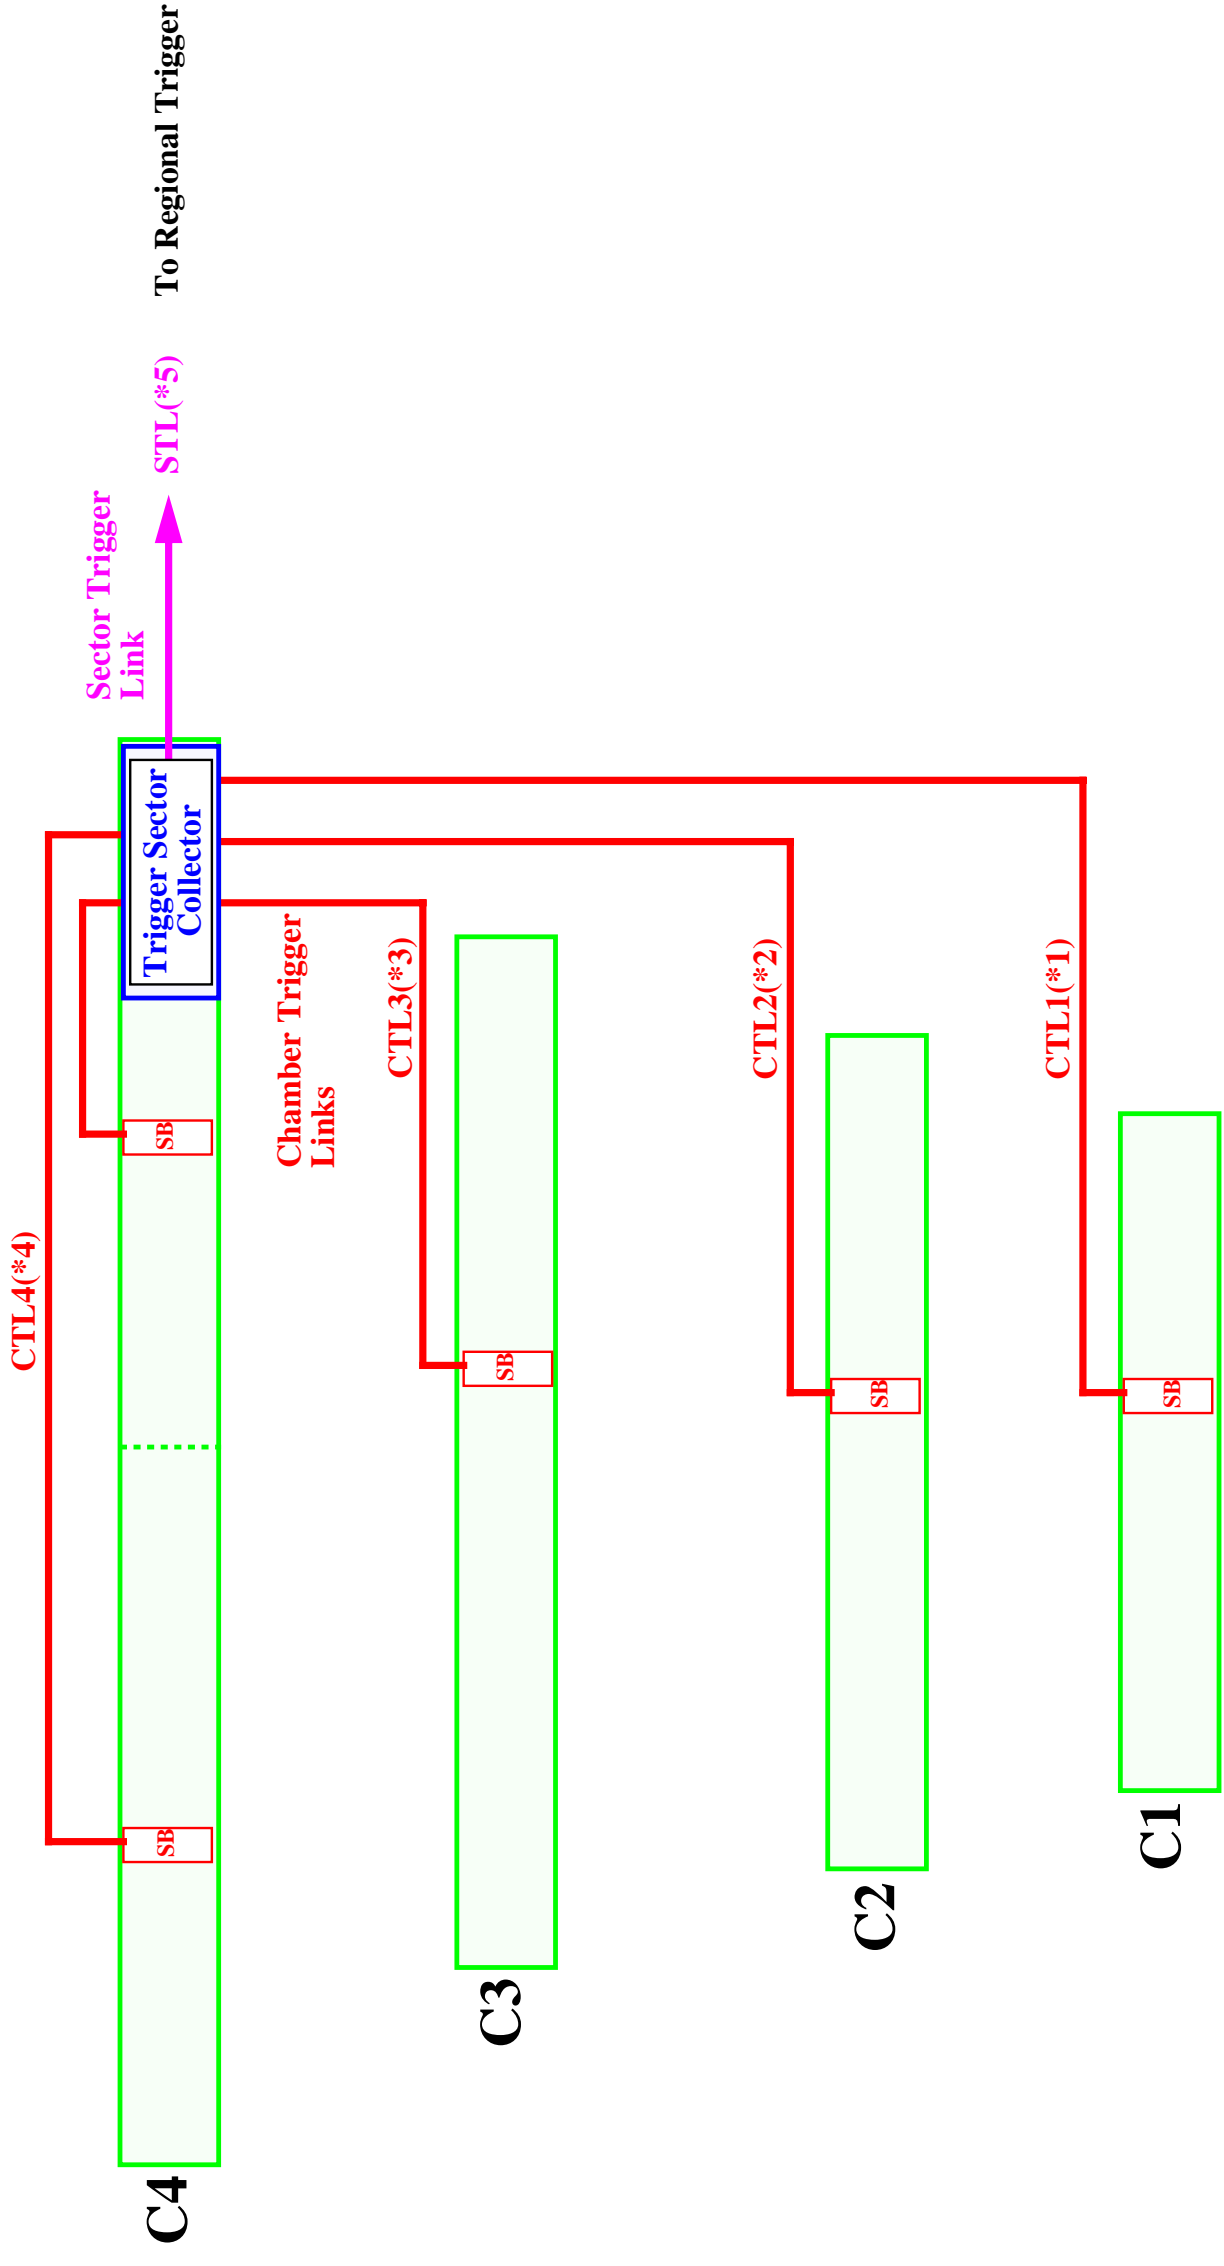 To Regional Trigger
STL(*5)
Sector Trigger
Link
Trigger Sector
Collector
CTL4(*4)
SB
SB
C4
Chamber Trigger
Links
CTL3(*3)
SB
C3
CTL2(*2)
SB
C2
CTL1(*1)
SB
C1